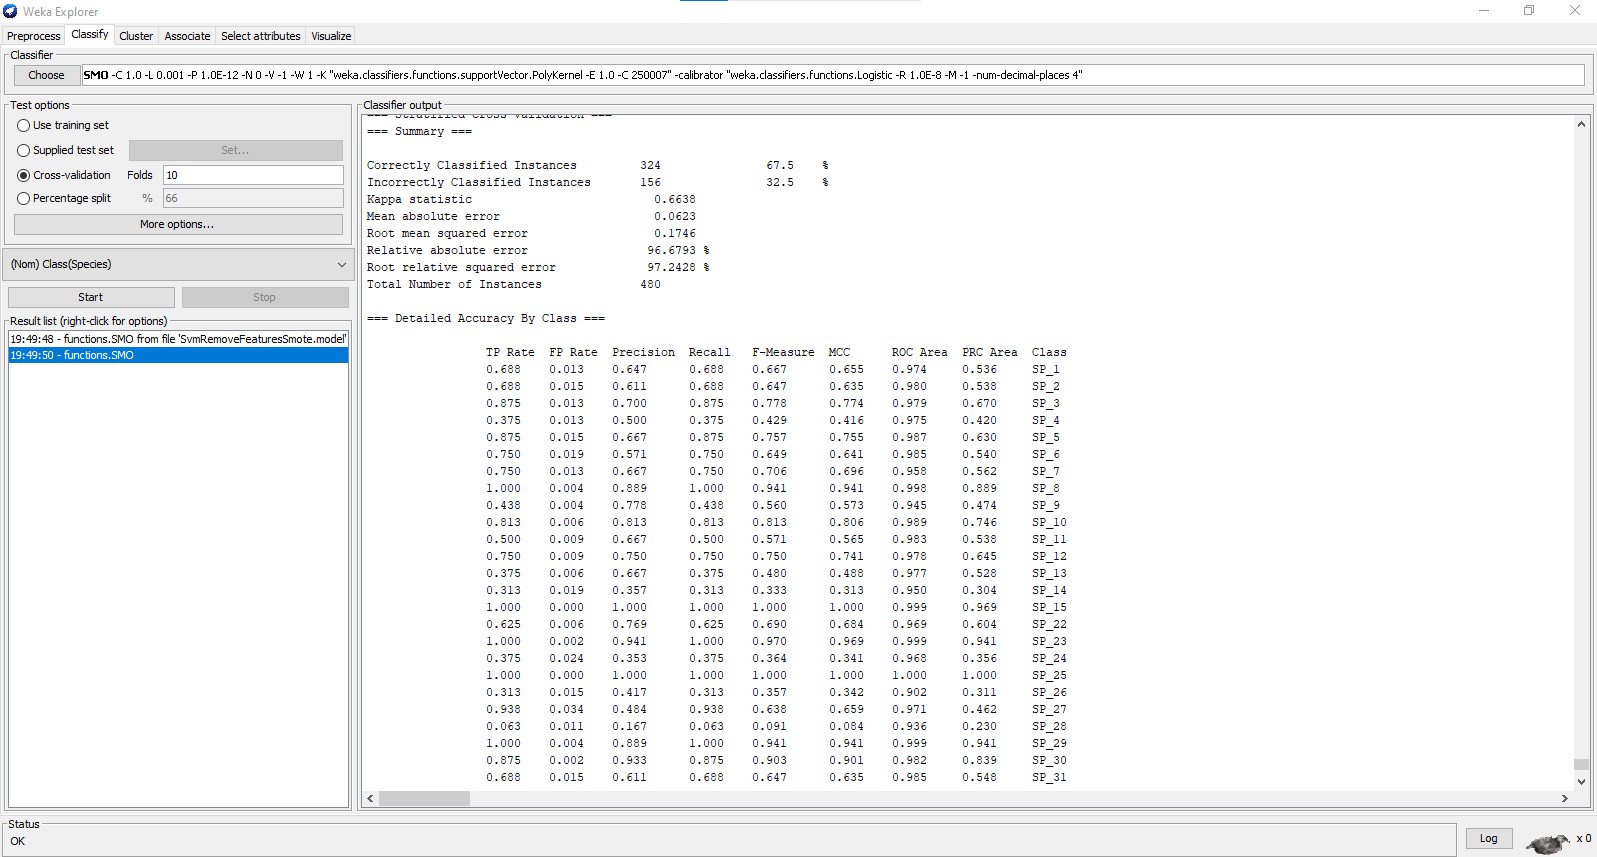 Weka Explorer
Preprocess Classify Cluster Associate Select attributes Visualize
Classifier
Choose SMO -C 1.0 -L 0.001 -P 1.0E-12 -N 0 -V -1 -W 1 -K "weka.classifiers.functions.supportVector.PolyKernel -E 1.0 -C 250007" -calibrator "weka.classifiers.functions.Logistic -R 1.0E-8 -M -1 -num-decimal-places 4"
Test options
Use training set
Supplied test set Set...
Cross-validation Folds 10
Percentage split % 66
More options...
(Nom) Class(Species)
Start Stop
Result list (right-click for options)
19:49:48 - functions.SMO from file 'SvmRemoveFeaturesSmote.model'
19:49:50 - functions.SMO
Classifier output
=== Stratified cross-validation ===
=== Summary ===
Correctly Classified Instances 324 67.5 %
Incorrectly Classified Instances 156 32.5 %
Kappa statistic 0.6638
Mean absolute error 0.0623
Root mean squared error 0.1746
Relative absolute error 96.6793 %
Root relative squared error 97.2428 %
Total Number of Instances 480
=== Detailed Accuracy By Class ===
TP Rate FP Rate Precision Recall F-Measure MCC ROC Area PRC Area Class
0.688 0.013 0.647 0.688 0.667 0.655 0.974 0.536 SP_1
0.688 0.015 0.611 0.688 0.647 0.635 0.980 0.538 SP_2
0.875 0.013 0.700 0.875 0.778 0.774 0.979 0.670 SP_3
0.375 0.013 0.500 0.375 0.429 0.416 0.975 0.420 SP_4
0.875 0.015 0.667 0.875 0.757 0.755 0.987 0.630 SP_5
0.750 0.019 0.571 0.750 0.649 0.641 0.985 0.540 SP_6
0.750 0.013 0.667 0.750 0.706 0.696 0.958 0.562 SP_7
1.000 0.004 0.889 1.000 0.941 0.941 0.998 0.889 SP_8
0.438 0.004 0.778 0.438 0.560 0.573 0.945 0.474 SP_9
0.813 0.006 0.813 0.813 0.813 0.806 0.989 0.746 SP_10
0.500 0.009 0.667 0.500 0.571 0.565 0.983 0.538 SP_11
0.750 0.009 0.750 0.750 0.750 0.741 0.978 0.645 SP_12
0.375 0.006 0.667 0.375 0.480 0.488 0.977 0.528 SP_13
0.313 0.019 0.357 0.313 0.333 0.313 0.950 0.304 SP_14
1.000 0.000 1.000 1.000 1.000 1.000 0.999 0.969 SP_15
0.625 0.006 0.769 0.625 0.690 0.684 0.969 0.604 SP_22
1.000 0.002 0.941 1.000 0.970 0.969 0.999 0.941 SP_23
0.375 0.024 0.353 0.375 0.364 0.341 0.968 0.356 SP_24
1.000 0.000 1.000 1.000 1.000 1.000 1.000 1.000 SP_25
0.313 0.015 0.417 0.313 0.357 0.342 0.902 0.311 SP_26
0.938 0.034 0.484 0.938 0.638 0.659 0.971 0.462 SP_27
0.063 0.011 0.167 0.063 0.091 0.084 0.936 0.230 SP_28
1.000 0.004 0.889 1.000 0.941 0.941 0.999 0.941 SP_29
0.875 0.002 0.933 0.875 0.903 0.901 0.982 0.839 SP_30
0.688 0.015 0.611 0.688 0.647 0.635 0.985 0.548 SP_31
Status
OK
Log x 0